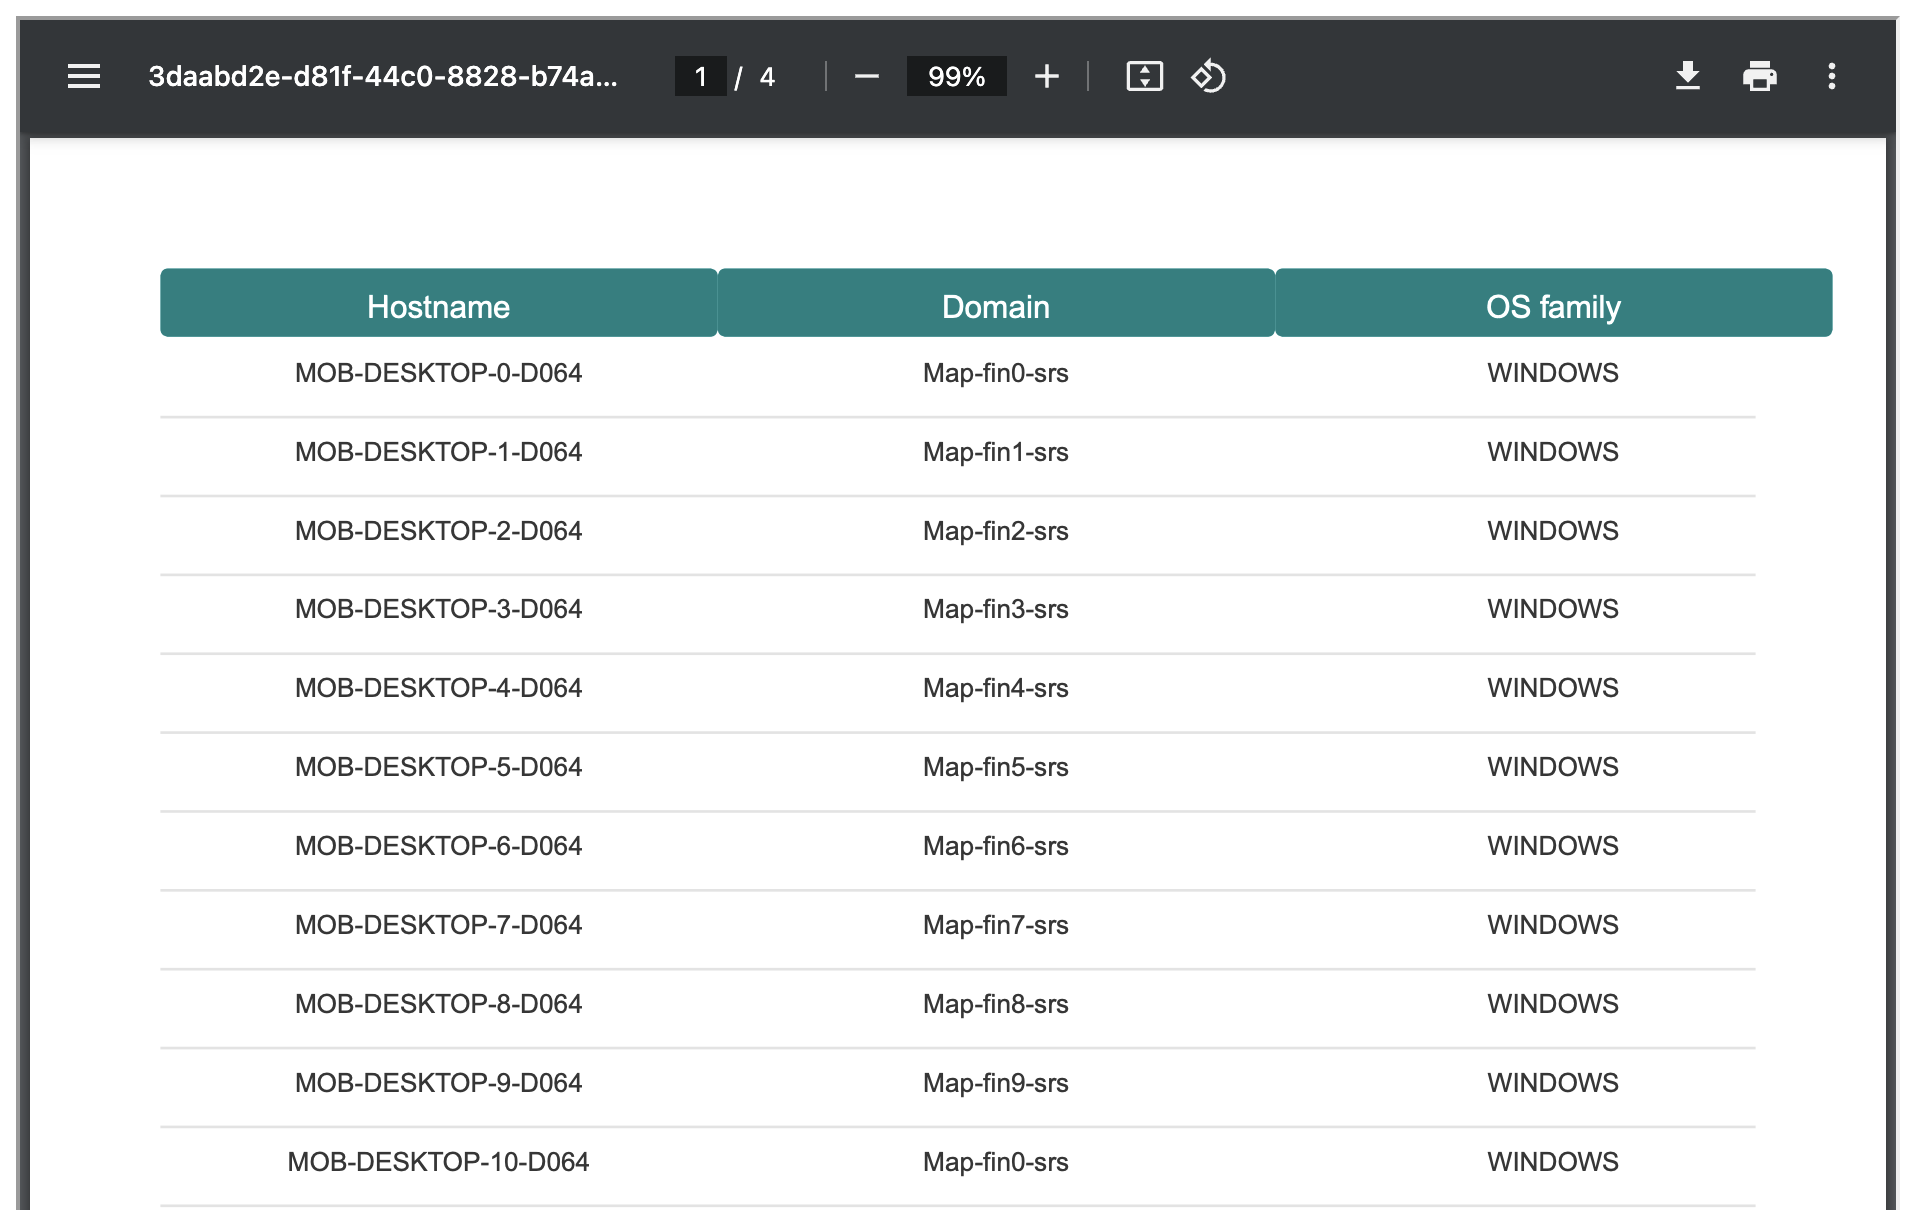 3daabd2e-d81f-44c0-8828-b74a... 1 / 4 99%
Hostname Domain OS family
MOB-DESKTOP-0-D064 Map-fin0-srs WINDOWS
MOB-DESKTOP-1-D064 Map-fin1-srs WINDOWS
MOB-DESKTOP-2-D064 Map-fin2-srs WINDOWS
MOB-DESKTOP-3-D064 Map-fin3-srs WINDOWS
MOB-DESKTOP-4-D064 Map-fin4-srs WINDOWS
MOB-DESKTOP-5-D064 Map-fin5-srs WINDOWS
MOB-DESKTOP-6-D064 Map-fin6-srs WINDOWS
MOB-DESKTOP-7-D064 Map-fin7-srs WINDOWS
MOB-DESKTOP-8-D064 Map-fin8-srs WINDOWS
MOB-DESKTOP-9-D064 Map-fin9-srs WINDOWS
MOB-DESKTOP-10-D064 Map-fin0-srs WINDOWS